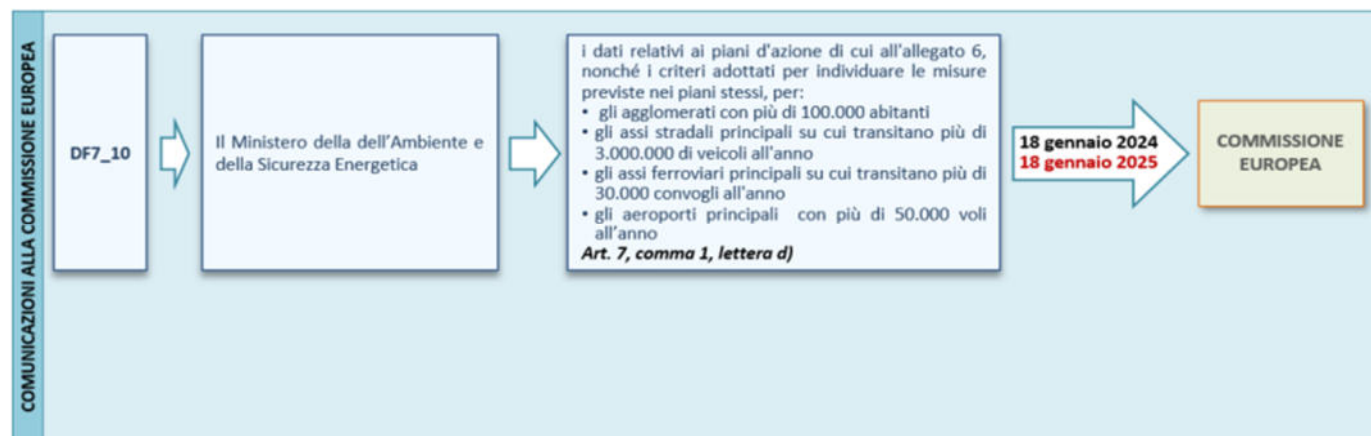 COMUNICAZIONI ALLA COMMISSIONE EUROPEA
DF7_10
Il Ministero della dell'Ambiente e
della Sicurezza Energetica
i dati relativi ai piani d'azione di cui all'allegato 6,
nonché i criteri adottati per individuare le misure
previste nei piani stessi, per:
• gli agglomerati con più di 100.000 abitanti
• gli assi stradali principali su cui transitano più di
3.000.000 di veicoli all'anno
• gli assi ferroviari principali su cui transitano più di
30.000 convogli all'anno
• gli aeroporti principali con più di 50.000 voli
all'anno
Art. 7, comma 1, lettera d)
18 gennaio 2024
18 gennaio 2025
COMMISSIONE
EUROPEA